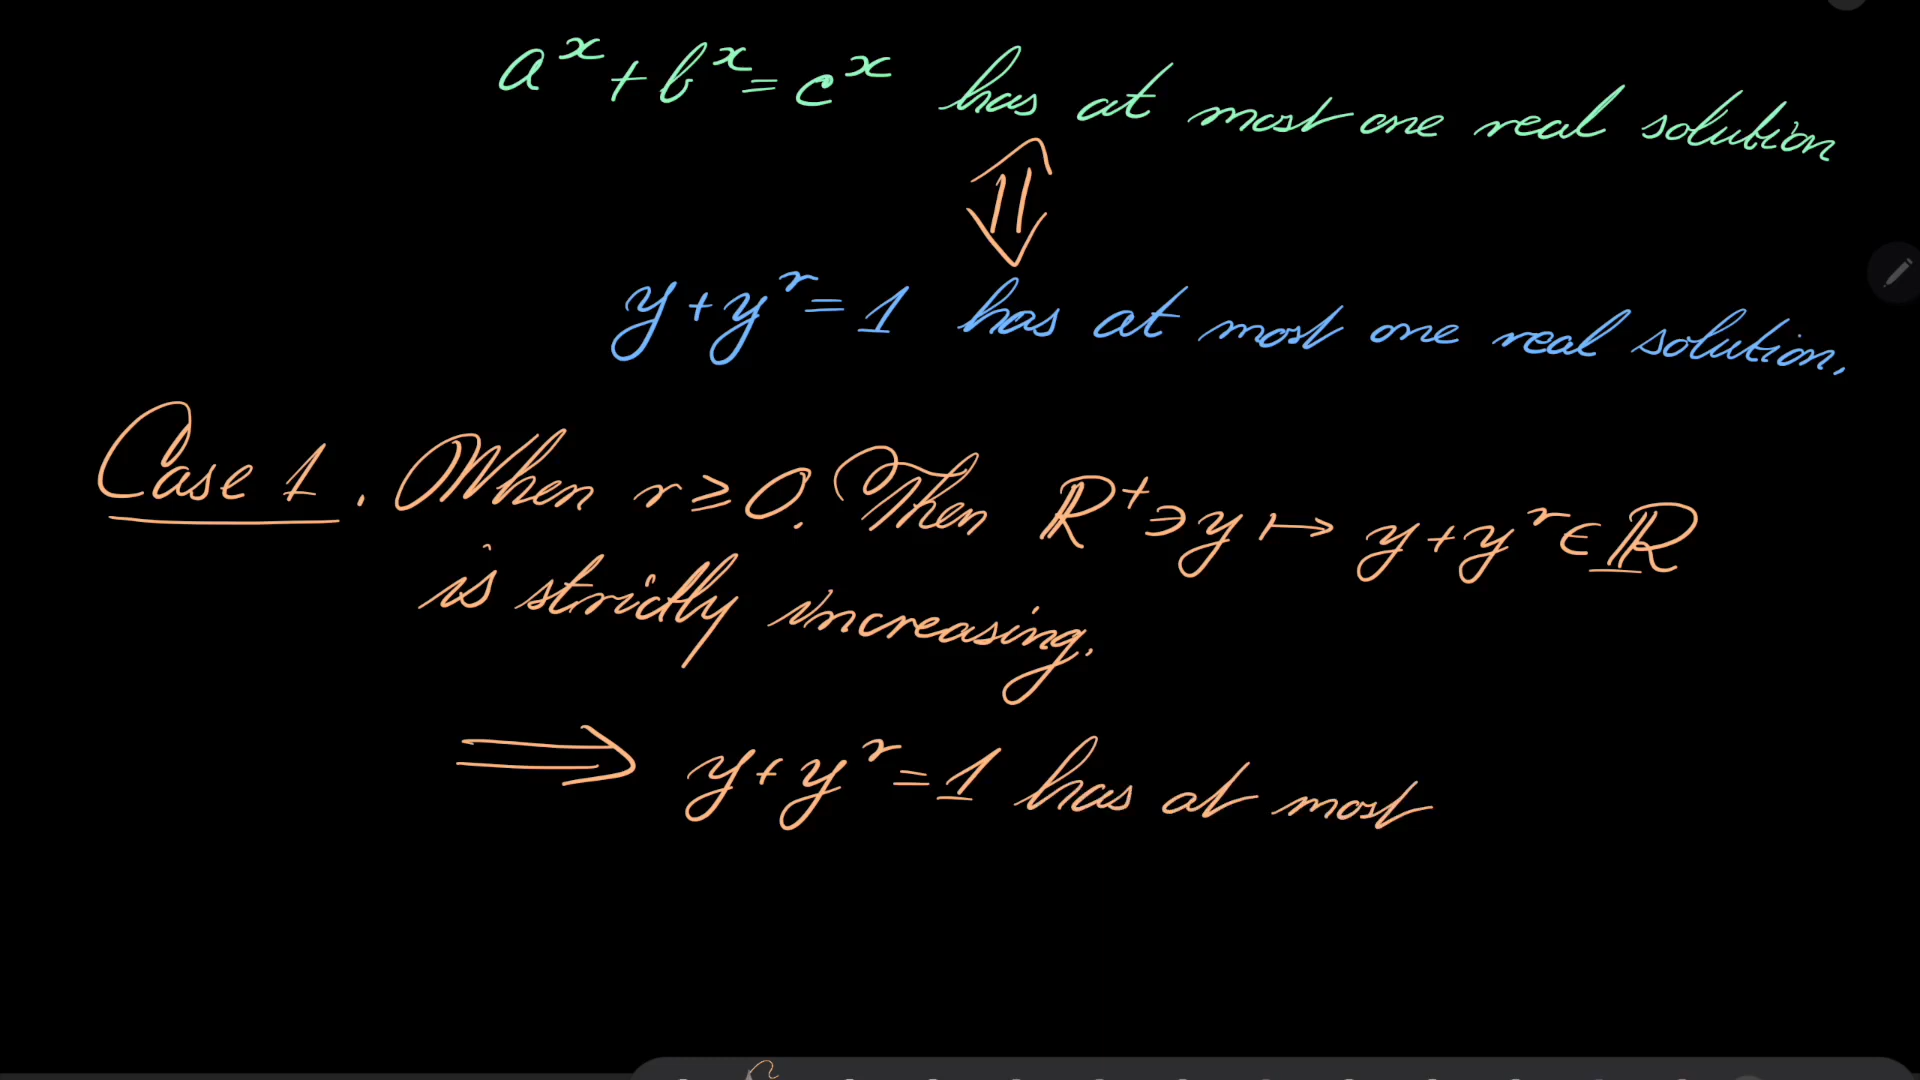 a^x + b^x = c^x has at most one real solution
⇕
y + y^r = 1 has at most one real solution.
Case 1. When r ≥ 0. Then ℝ⁺ ∋ y ↦ y + y^r ∈ ℝ
is strictly increasing.
⟹ y + y^r = 1 has at most